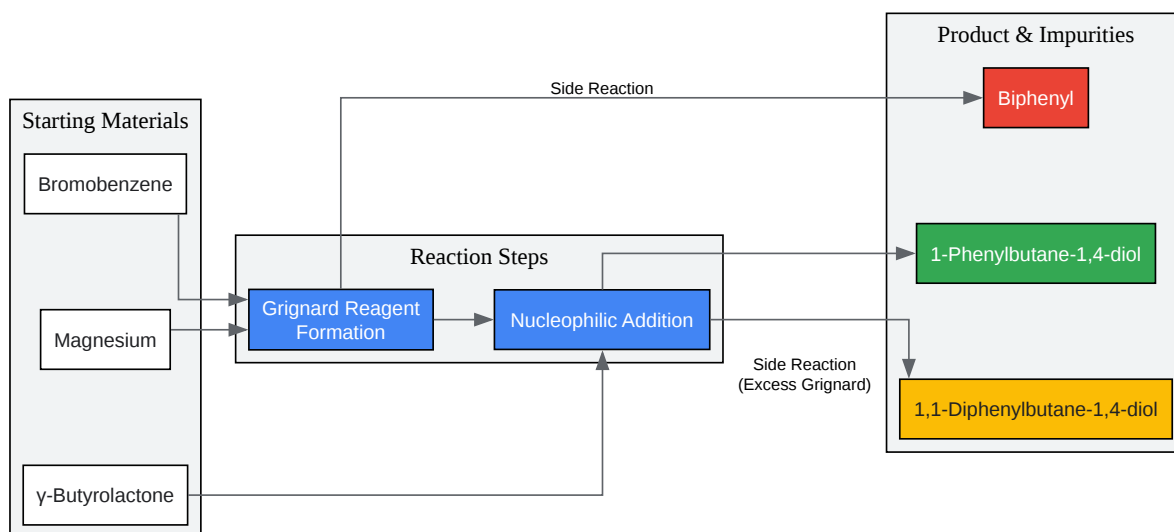 Product & Impurities
Side Reaction
Biphenyl
Starting Materials
Bromobenzene
Reaction Steps
1-Phenylbutane-1,4-diol
Grignard Reagent
Formation
Nucleophilic Addition
Magnesium
Side Reaction
(Excess Grignard)
1,1-Diphenylbutane-1,4-diol
γ-Butyrolactone